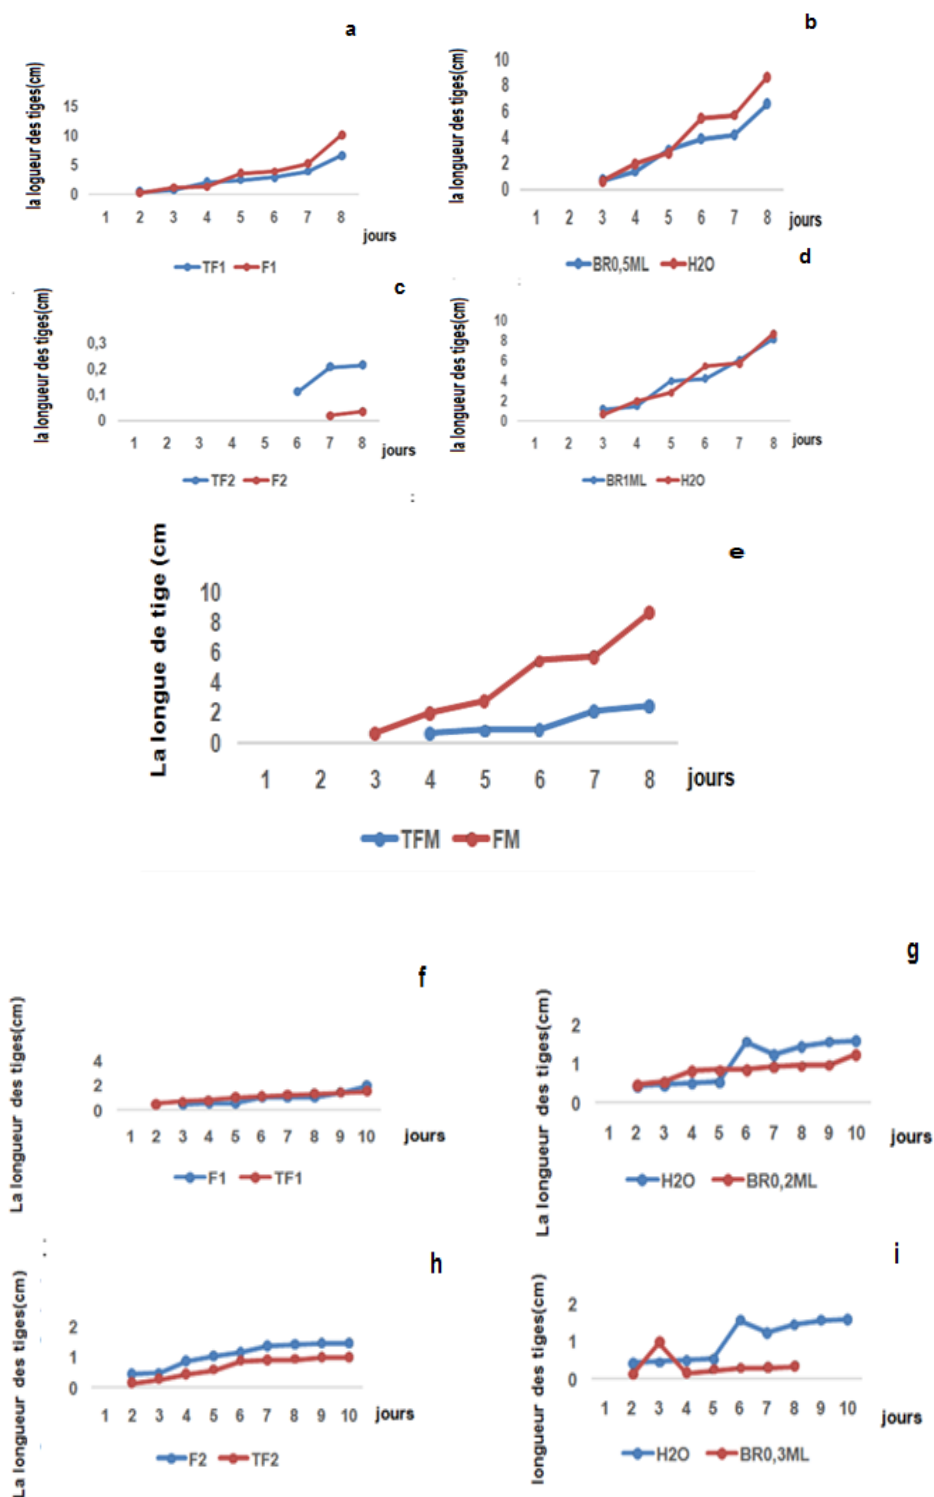 a
la logueur des tiges(cm)
15
10
5
0
1 2 3 4 5 6 7 8
jours
TF1 F1
b
la longueur des tiges(cm)
10
8
6
4
2
0
1 2 3 4 5 6 7 8
jours
BR0,5ML H2O
c
la longueur des tiges(cm)
0,3
0,2
0,1
0
1 2 3 4 5 6 7 8
jours
TF2 F2
d
la longueur des tiges(cm)
10
8
6
4
2
0
1 2 3 4 5 6 7 8
jours
BR1ML H2O
e
La longue de tige (cm
10
8
6
4
2
0
1 2 3 4 5 6 7 8
jours
TFM FM
f
La longueur des tiges(cm)
4
2
0
1 2 3 4 5 6 7 8 9 10
jours
F1 TF1
g
La longueur des tiges(cm)
2
1
0
1 2 3 4 5 6 7 8 9 10
jours
H2O BR0,2ML
h
La longueur des tiges(cm)
2
1
0
1 2 3 4 5 6 7 8 9 10
jours
F2 TF2
i
longueur des tiges(cm)
2
1
0
1 2 3 4 5 6 7 8 9 10
jours
H2O BR0,3ML